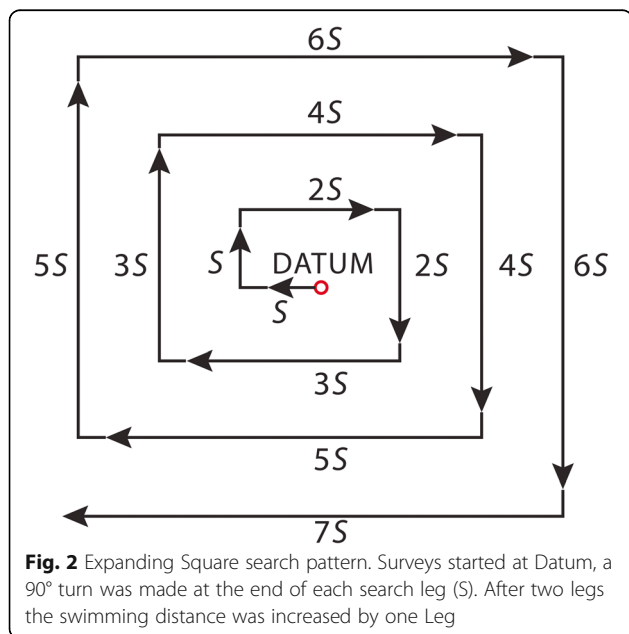 6S
4S
2S
5S 3S S DATUM 2S 4S 6S
S
3S
5S
7S
Fig. 2 Expanding Square search pattern. Surveys started at Datum, a
90° turn was made at the end of each search leg (S). After two legs
the swimming distance was increased by one Leg